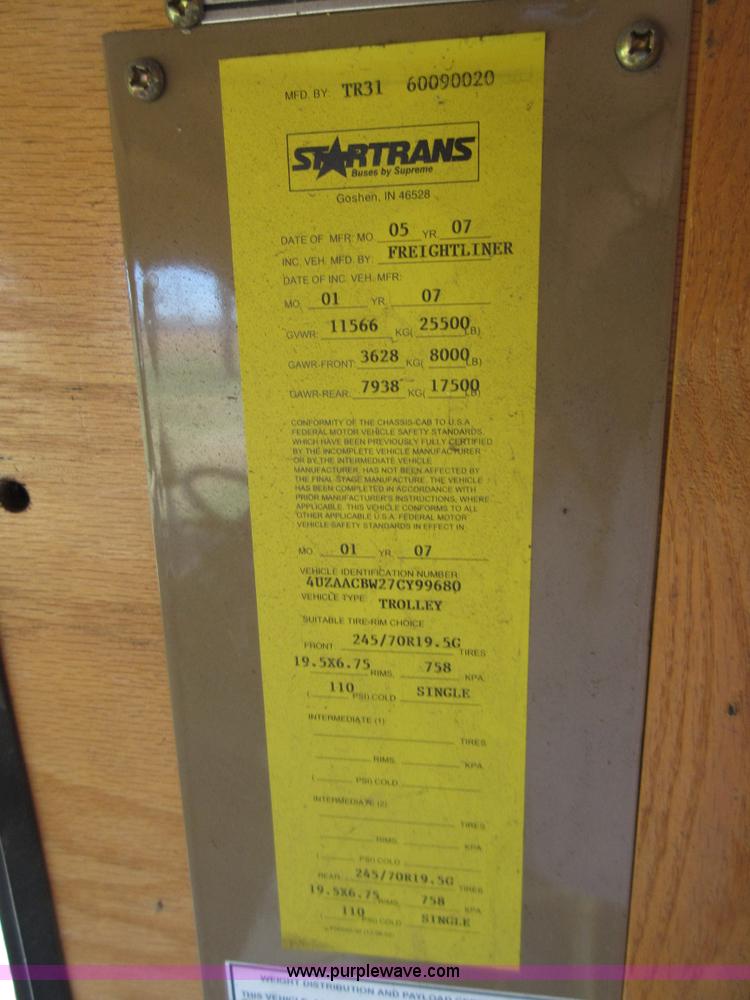 MFD. BY: TR31 60090020
STARTRANS
Buses by Supreme
Goshen, IN 46528
DATE OF MFR: MO. 05 YR. 07
INC. VEH. MFD. BY: FREIGHTLINER
DATE OF INC. VEH. MFR:
MO. 01 YR. 07
GVWR: 11566 KG( 25500 LB)
GAWR-FRONT: 3628 KG( 8000 LB)
GAWR-REAR: 7938 KG( 17500 LB)
CONFORMITY OF THE CHASSIS-CAB TO U.S.A.
FEDERAL MOTOR VEHICLE SAFETY STANDARDS,
WHICH HAVE BEEN PREVIOUSLY FULLY CERTIFIED
BY THE INCOMPLETE VEHICLE MANUFACTURER
OR BY THE INTERMEDIATE VEHICLE
MANUFACTURER, HAS NOT BEEN AFFECTED BY
THE FINAL-STAGE MANUFACTURE. THE VEHICLE
HAS BEEN COMPLETED IN ACCORDANCE WITH
PRIOR MANUFACTURER'S INSTRUCTIONS, WHERE
APPLICABLE. THIS VEHICLE CONFORMS TO ALL
OTHER APPLICABLE U.S.A. FEDERAL MOTOR
VEHICLE SAFETY STANDARDS IN EFFECT IN
MO. 01 YR. 07
VEHICLE IDENTIFICATION NUMBER:
4UZAACBW27CY99680
VEHICLE TYPE: TROLLEY
SUITABLE TIRE-RIM CHOICE
FRONT 245/70R19.5G TIRES
19.5X6.75 RIMS, 758 KPA
( 110 PSI) COLD SINGLE
INTERMEDIATE (1)
TIRES
RIMS, KPA
( PSI) COLD
INTERMEDIATE (2)
TIRES
RIMS, KPA
( PSI) COLD
REAR: 245/70R19.5G TIRES
19.5X6.75 RIMS, 758 KPA
( 110 PSI) COLD SINGLE
WEIGHT DISTRIBUTION AND PAYLOAD
THIS VEHICLE
www.purplewave.com